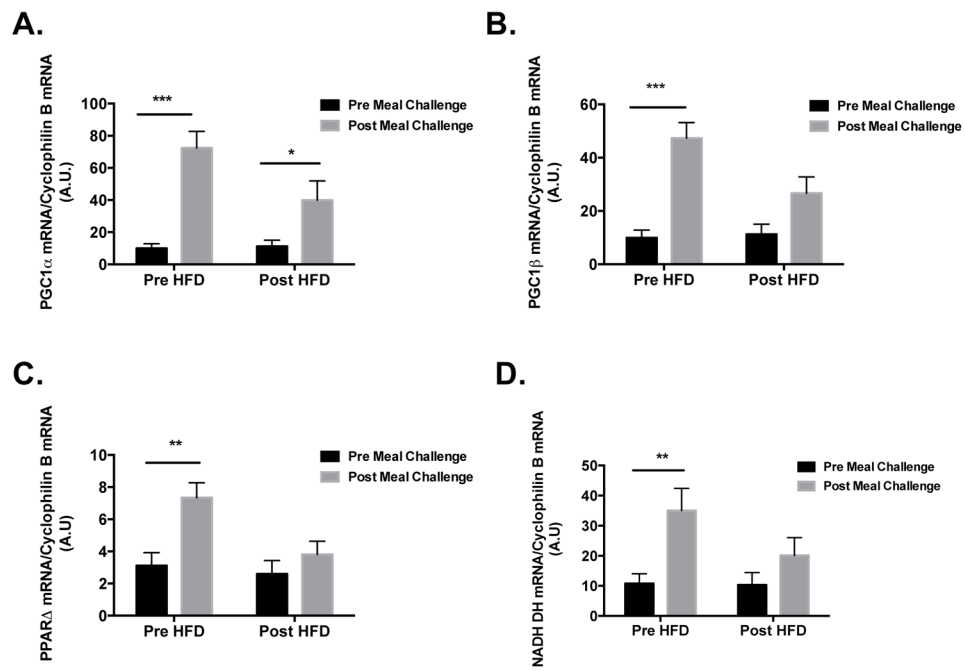 A.
PGC1α mRNA/Cyclophilin B mRNA
(A.U.)
100
80
60
40
20
0
***
*
Pre HFD
Post HFD
Pre Meal Challenge
Post Meal Challenge
B.
PGC1β mRNA/Cyclophilin B mRNA
(A.U.)
60
40
20
0
***
Pre HFD
Post HFD
Pre Meal Challenge
Post Meal Challenge
C.
PPARΔ mRNA/Cyclophilin B mRNA
(A.U)
10
8
6
4
2
0
**
Pre HFD
Post HFD
Pre Meal Challenge
Post Meal Challenge
D.
NADH DH mRNA/Cyclophilin B mRNA
(A.U)
50
40
30
20
10
0
**
Pre HFD
Post HFD
Pre Meal Challenge
Post Meal Challenge